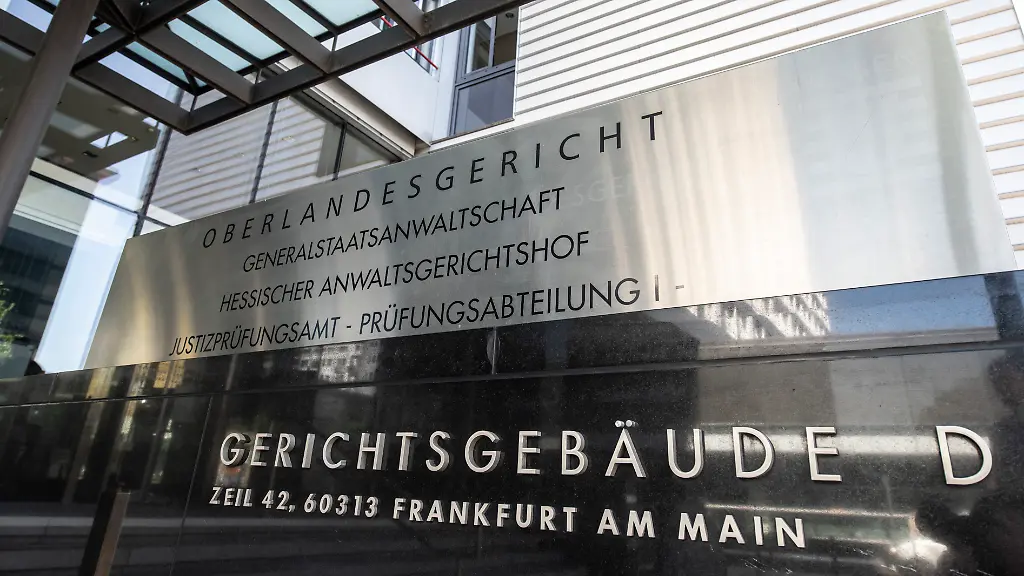 OBERLANDESGERICHT
GENERALSTAATSANWALTSCHAFT
HESSISCHER ANWALTSGERICHTSHOF
JUSTIZPRÜFUNGSAMT - PRÜFUNGSABTEILUNG I -
GERICHTSGEBÄUDE D
ZEIL 42, 60313 FRANKFURT AM MAIN